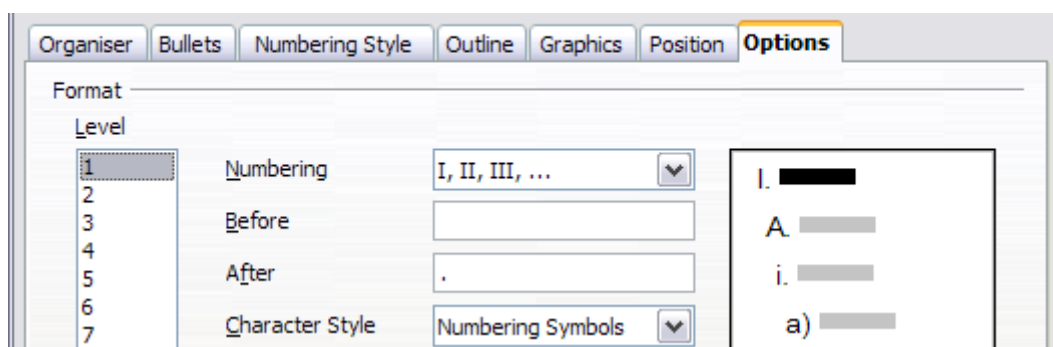 Organiser Bullets Numbering Style Outline Graphics Position Options
Format
Level
1
2
3
4
5
6
7
Numbering I, II, III, ...
Before
After .
Character Style Numbering Symbols
I.
A.
i.
a)